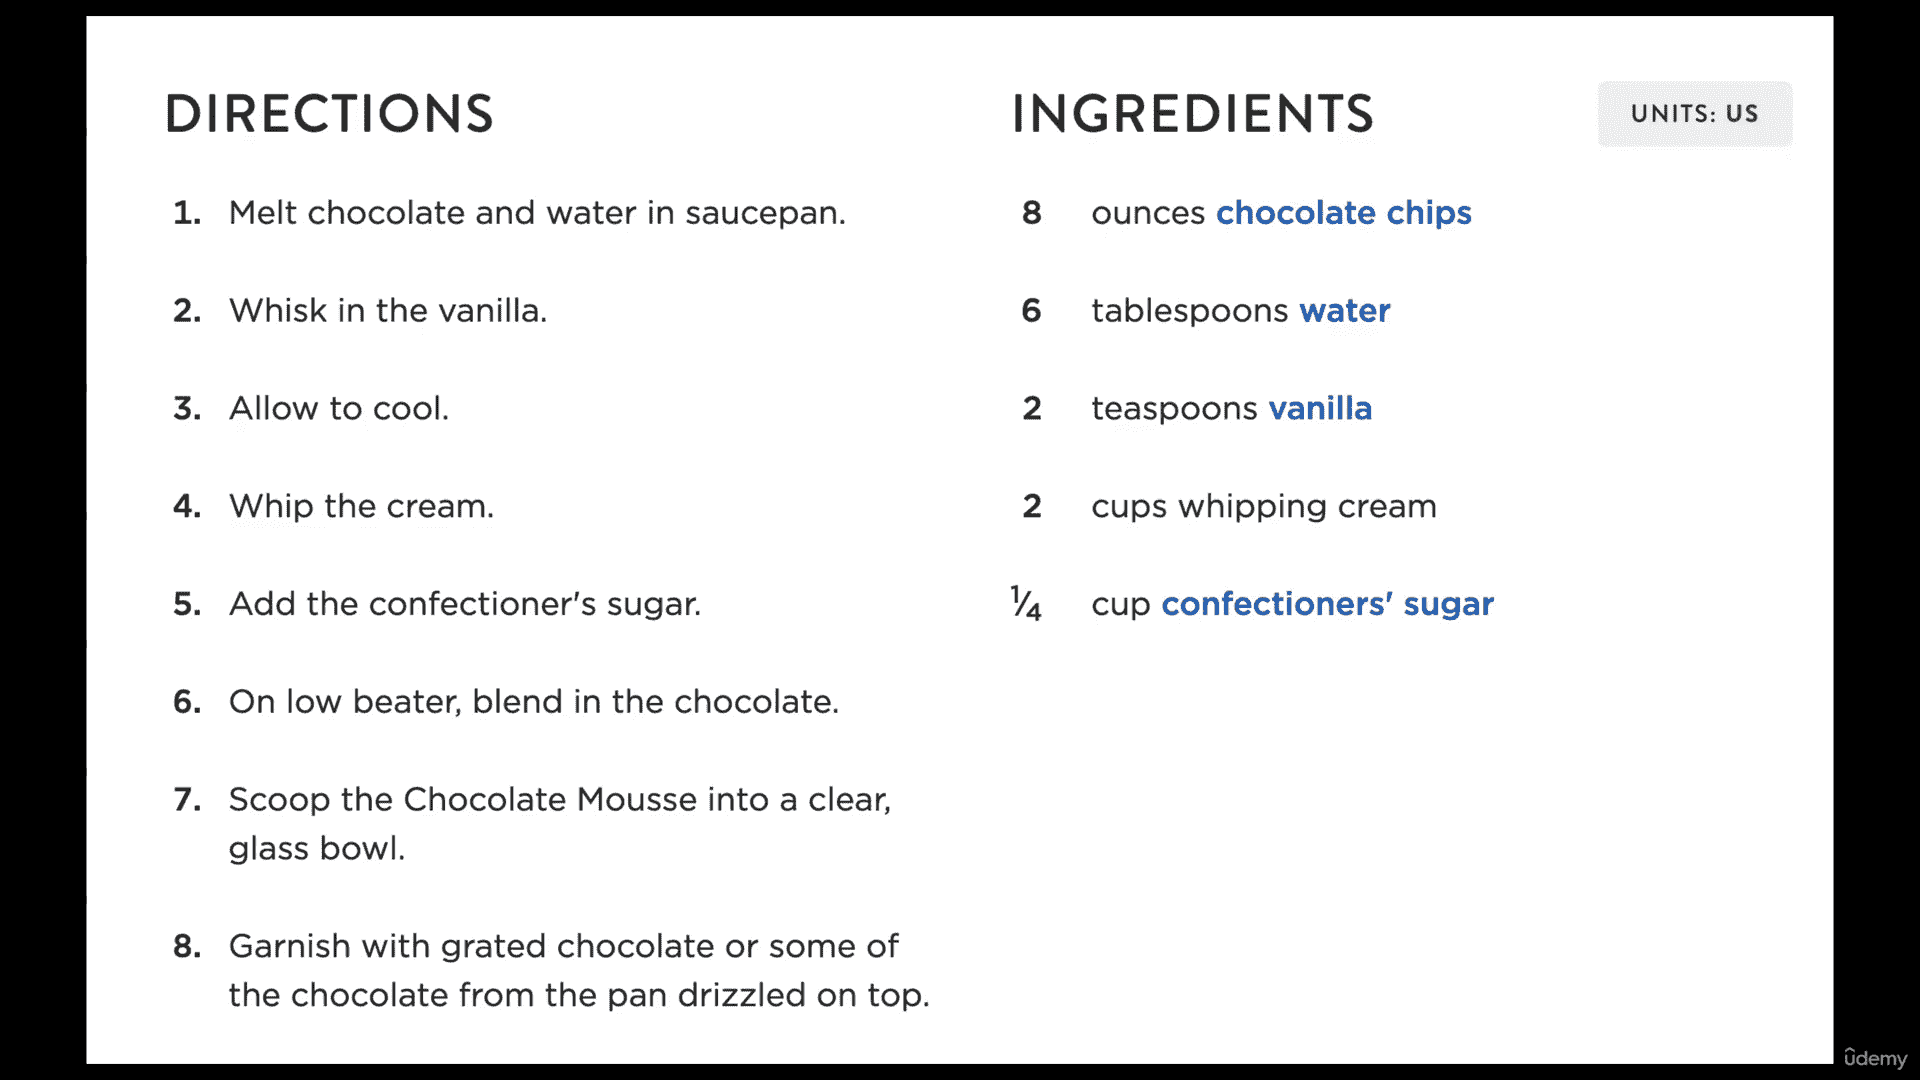 DIRECTIONS
1. Melt chocolate and water in saucepan.
2. Whisk in the vanilla.
3. Allow to cool.
4. Whip the cream.
5. Add the confectioner's sugar.
6. On low beater, blend in the chocolate.
7. Scoop the Chocolate Mousse into a clear,
glass bowl.
8. Garnish with grated chocolate or some of
the chocolate from the pan drizzled on top.
INGREDIENTS
UNITS: US
8 ounces chocolate chips
6 tablespoons water
2 teaspoons vanilla
2 cups whipping cream
1⁄4 cup confectioners' sugar
ûdemy